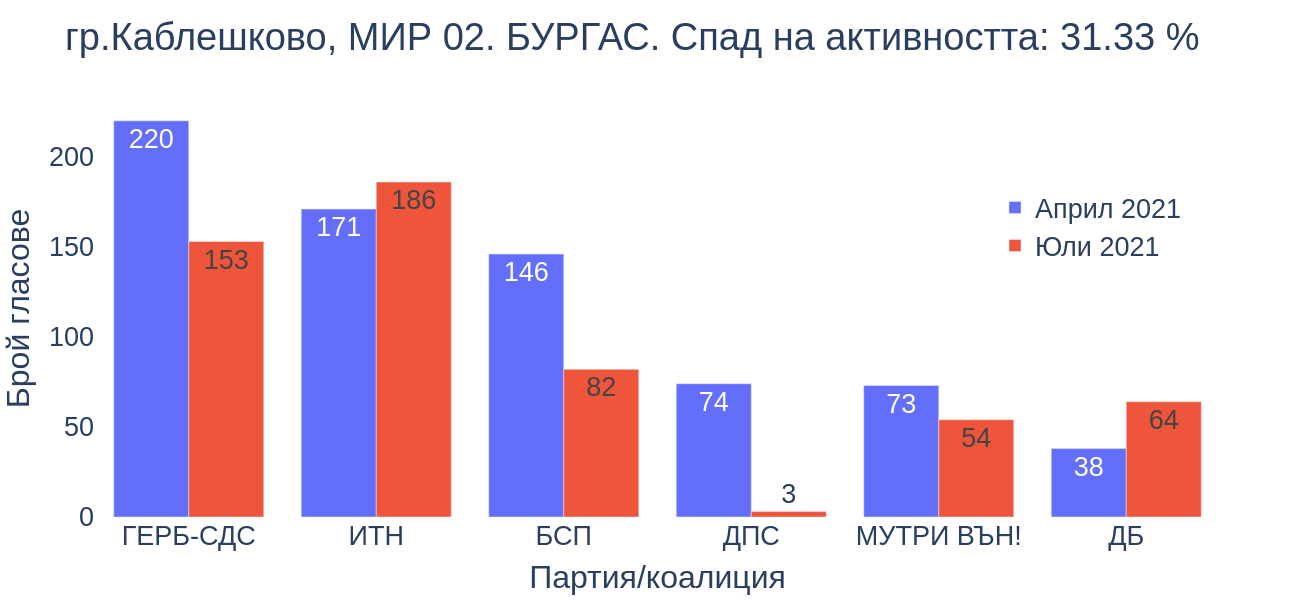 гр.Каблешково, МИР 02. БУРГАС. Спад на активността: 31.33 %
Брой гласове
200
150
100
50
0
220
153
171
186
146
82
74
3
73
54
38
64
Април 2021
Юли 2021
ГЕРБ-СДС
ИТН
БСП
ДПС
МУТРИ ВЪН!
ДБ
Партия/коалиция